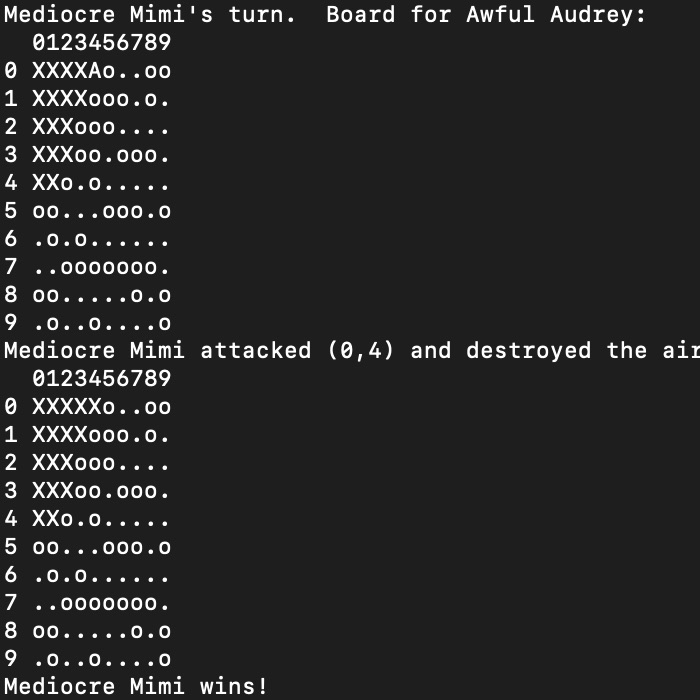 Mediocre Mimi's turn.  Board for Awful Audrey:
  0123456789
0 XXXXAo..oo
1 XXXXooo.o.
2 XXXooo....
3 XXXoo.ooo.
4 XXo.o.....
5 oo...ooo.o
6 .o.o......
7 ..ooooooo.
8 oo.....o.o
9 .o..o....o
Mediocre Mimi attacked (0,4) and destroyed the air
  0123456789
0 XXXXXo..oo
1 XXXXooo.o.
2 XXXooo....
3 XXXoo.ooo.
4 XXo.o.....
5 oo...ooo.o
6 .o.o......
7 ..ooooooo.
8 oo.....o.o
9 .o..o....o
Mediocre Mimi wins!